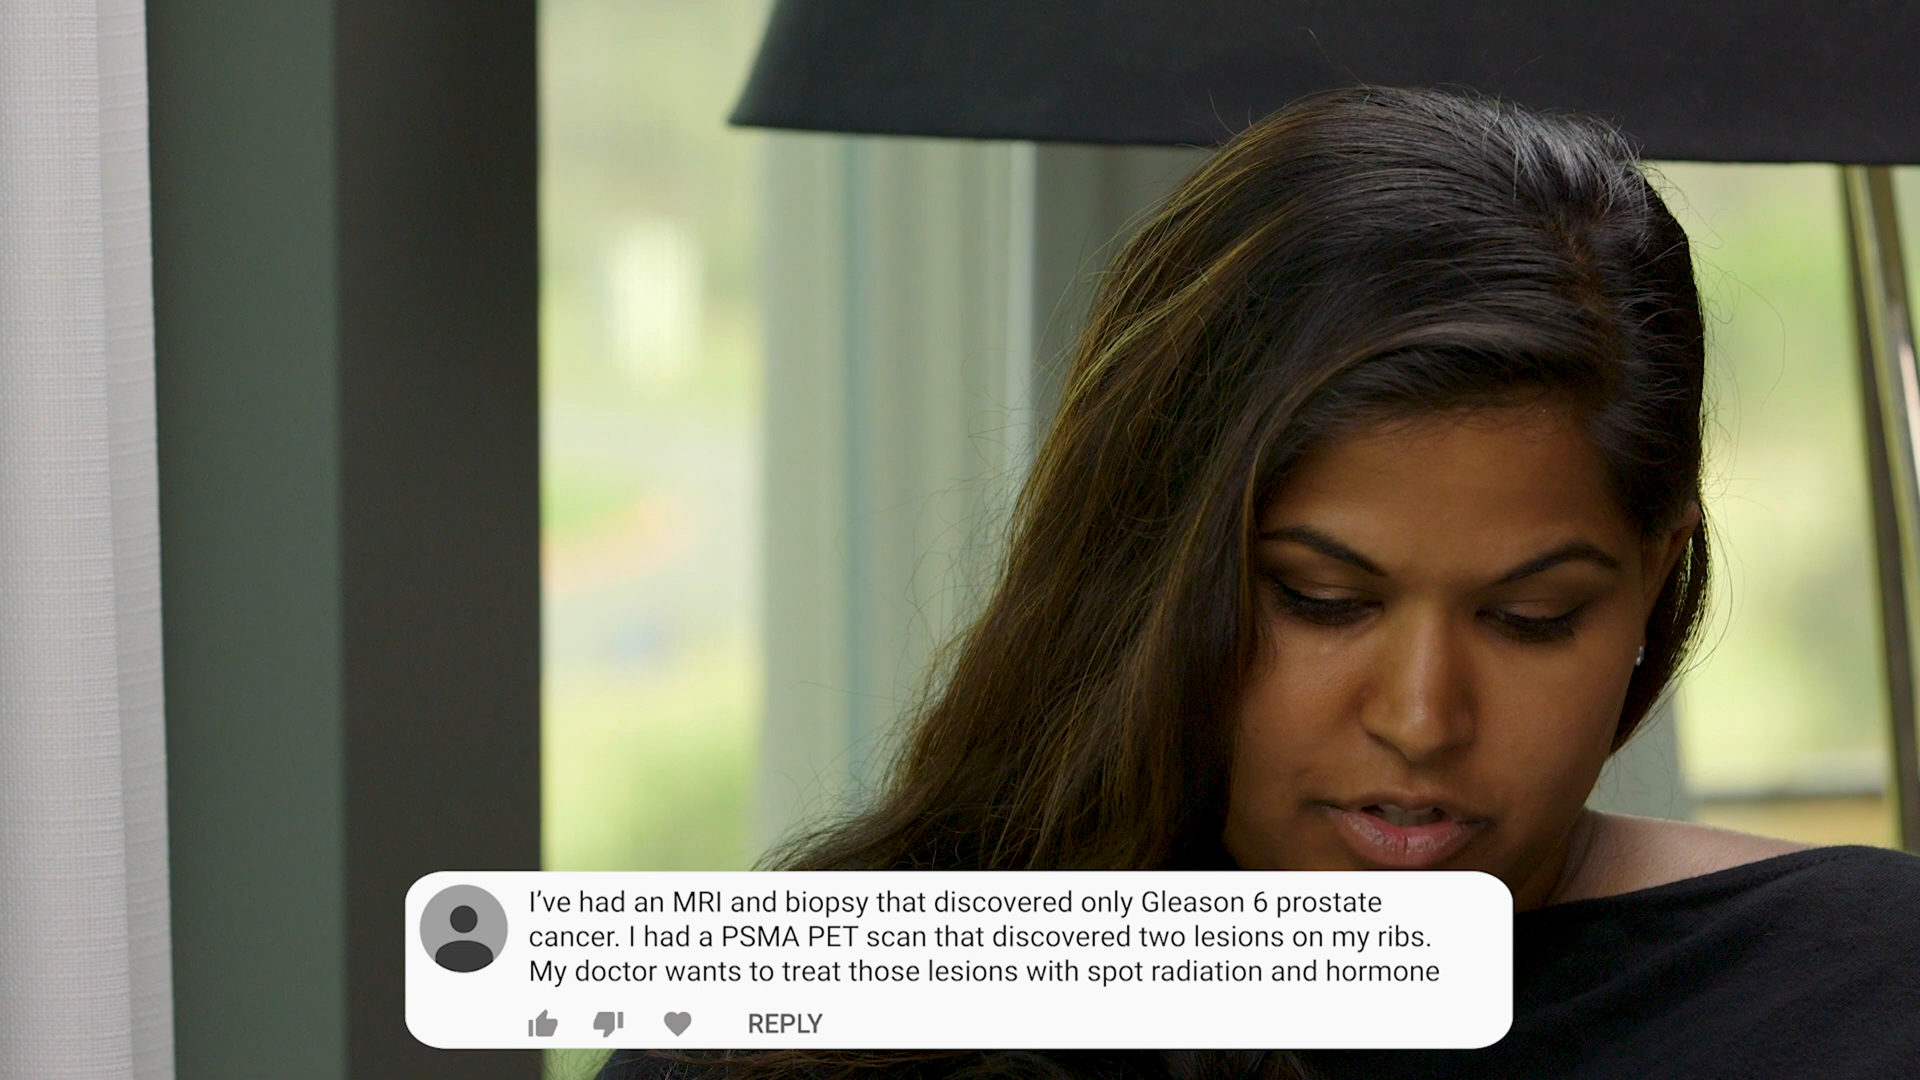 I’ve had an MRI and biopsy that discovered only Gleason 6 prostate
cancer. I had a PSMA PET scan that discovered two lesions on my ribs.
My doctor wants to treat those lesions with spot radiation and hormone
REPLY